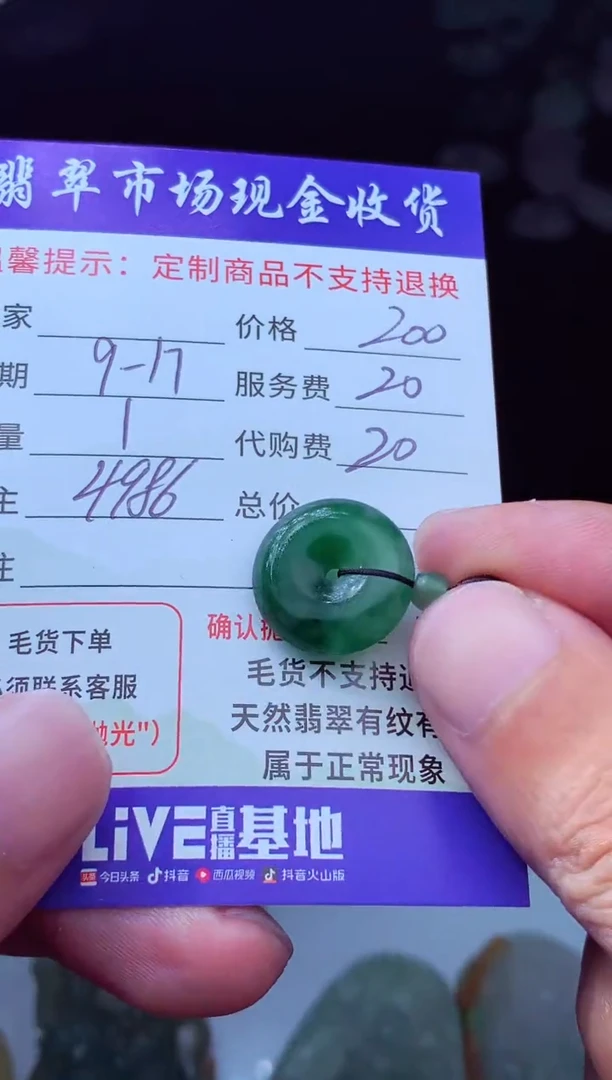 翡翠市场现金收货
馨提示：定制商品不支持退换
家 价格 200
期 9-17 服务费 20
量 1 代购费 20
主 4986 总价
注
毛货下单
须联系客服
抛光"）
确认抛
毛货不支持退
天然翡翠有纹有
属于正常现象
LiVE直播基地
头条 今日头条 抖音 西瓜视频 抖音火山版